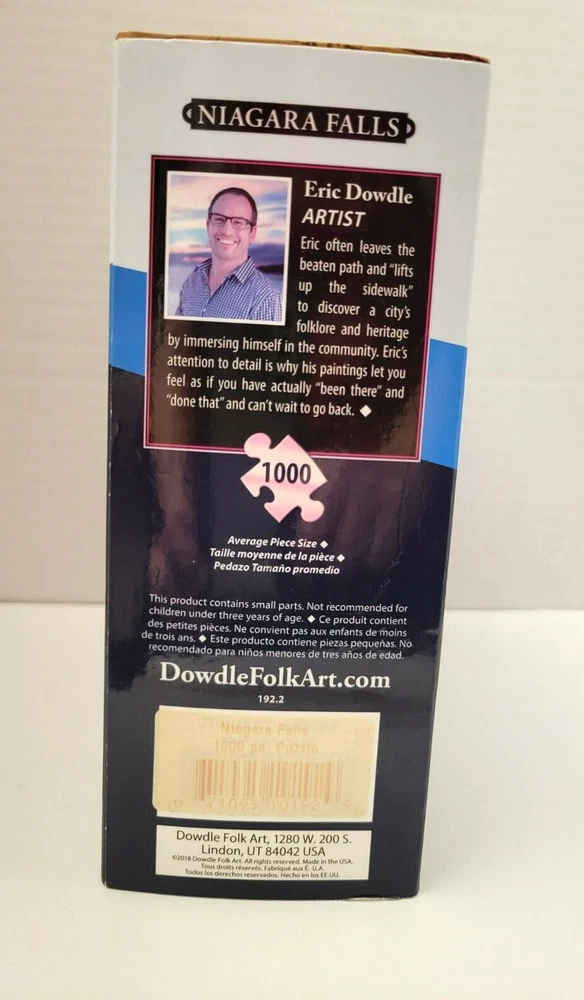 NIAGARA FALLS
Eric Dowdle
ARTIST
Eric often leaves the
beaten path and "lifts
up the sidewalk"
to discover a city's
folklore and heritage
by immersing himself in the community. Eric's
attention to detail is why his paintings let you
feel as if you have actually "been there" and
"done that" and can't wait to go back. ◆
1000
Average Piece Size ◆
Taille moyenne de la pièce ◆
Pedazo Tamaño promedio
This product contains small parts. Not recommended for
children under three years of age. ◆ Ce produit contient
des petites pièces. Ne convient pas aux enfants de moins
de trois ans. ◆ Este producto contiene piezas pequeñas. No
recomendado para niños menores de tres años de edad.
DowdleFolkArt.com
192.2
Niagara Falls
1000 pc. Puzzle
Dowdle Folk Art, 1280 W. 200 S.
Lindon, UT 84042 USA
©2018 Dowdle Folk Art. All rights reserved. Made in the USA.
Tous droits réservés. Fabriqué aux É.-U.A.
Todos los derechos reservados. Hecho en los EE.UU.